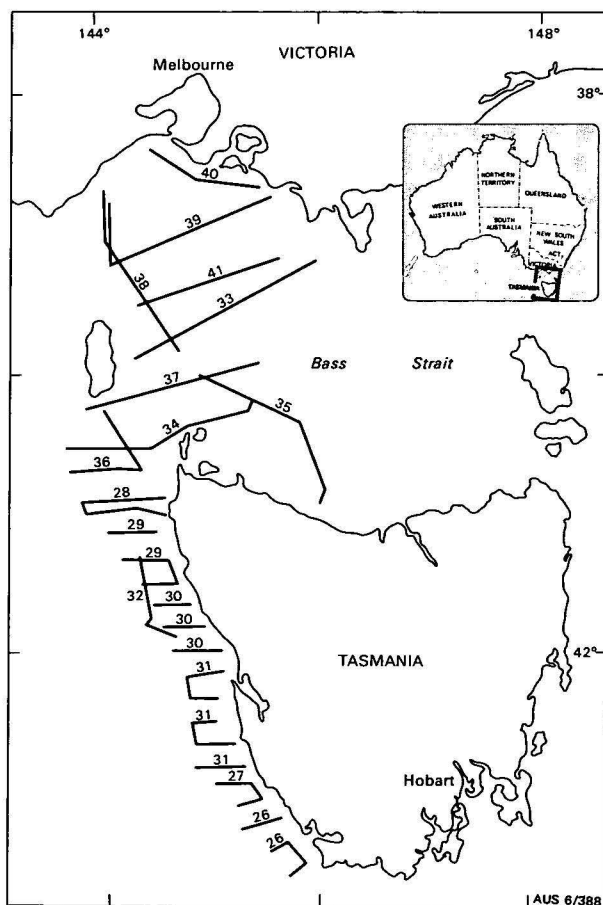 144° 148°
VICTORIA
Melbourne
38°
40
NORTHERN
TERRITORY
QUEENSLAND
WESTERN
AUSTRALIA
SOUTH
AUSTRALIA
NEW SOUTH
WALES
ACT
VICTORIA
TASMANIA
39
41
38
33
Bass Strait
37
35
34
36
28
29
29
32
30
30
30
42°
TASMANIA
31
31
31
27
Hobart
26
26
AUS 6/388